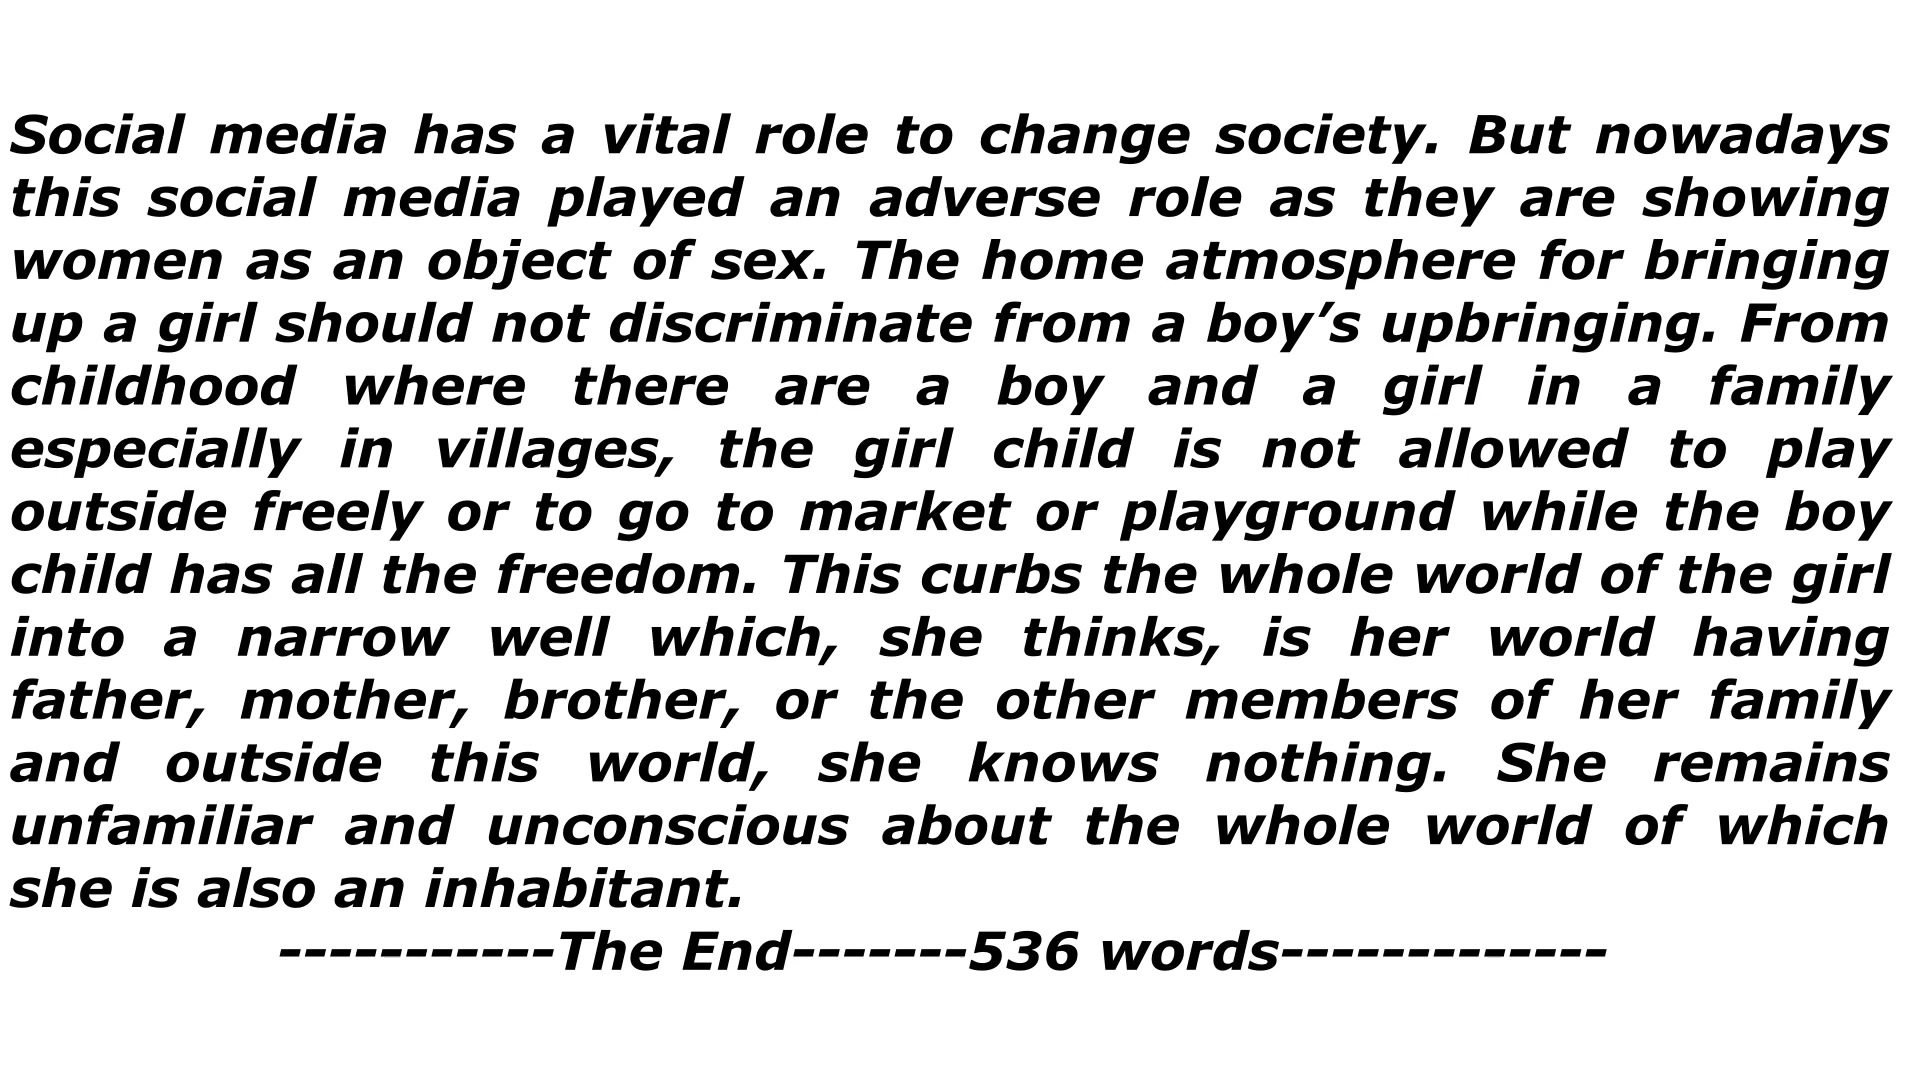 Social media has a vital role to change society. But nowadays
this social media played an adverse role as they are showing
women as an object of sex. The home atmosphere for bringing
up a girl should not discriminate from a boy’s upbringing. From
childhood where there are a boy and a girl in a family
especially in villages, the girl child is not allowed to play
outside freely or to go to market or playground while the boy
child has all the freedom. This curbs the whole world of the girl
into a narrow well which, she thinks, is her world having
father, mother, brother, or the other members of her family
and outside this world, she knows nothing. She remains
unfamiliar and unconscious about the whole world of which
she is also an inhabitant.
-----------The End-------536 words-------------